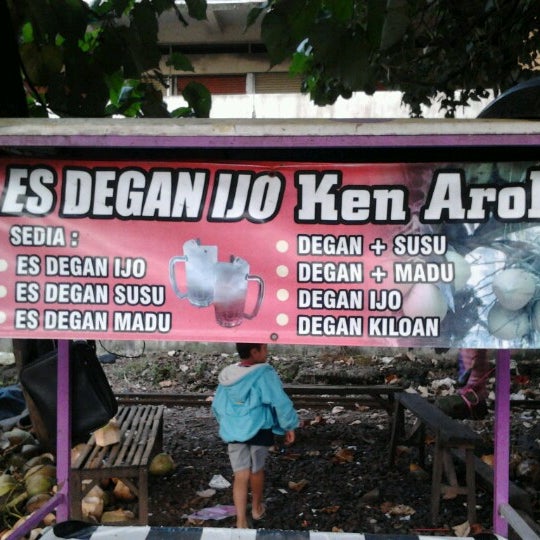 ES DEGAN IJO Ken Arok
SEDIA :
ES DEGAN IJO
ES DEGAN SUSU
ES DEGAN MADU
DEGAN + SUSU
DEGAN + MADU
DEGAN IJO
DEGAN KILOAN